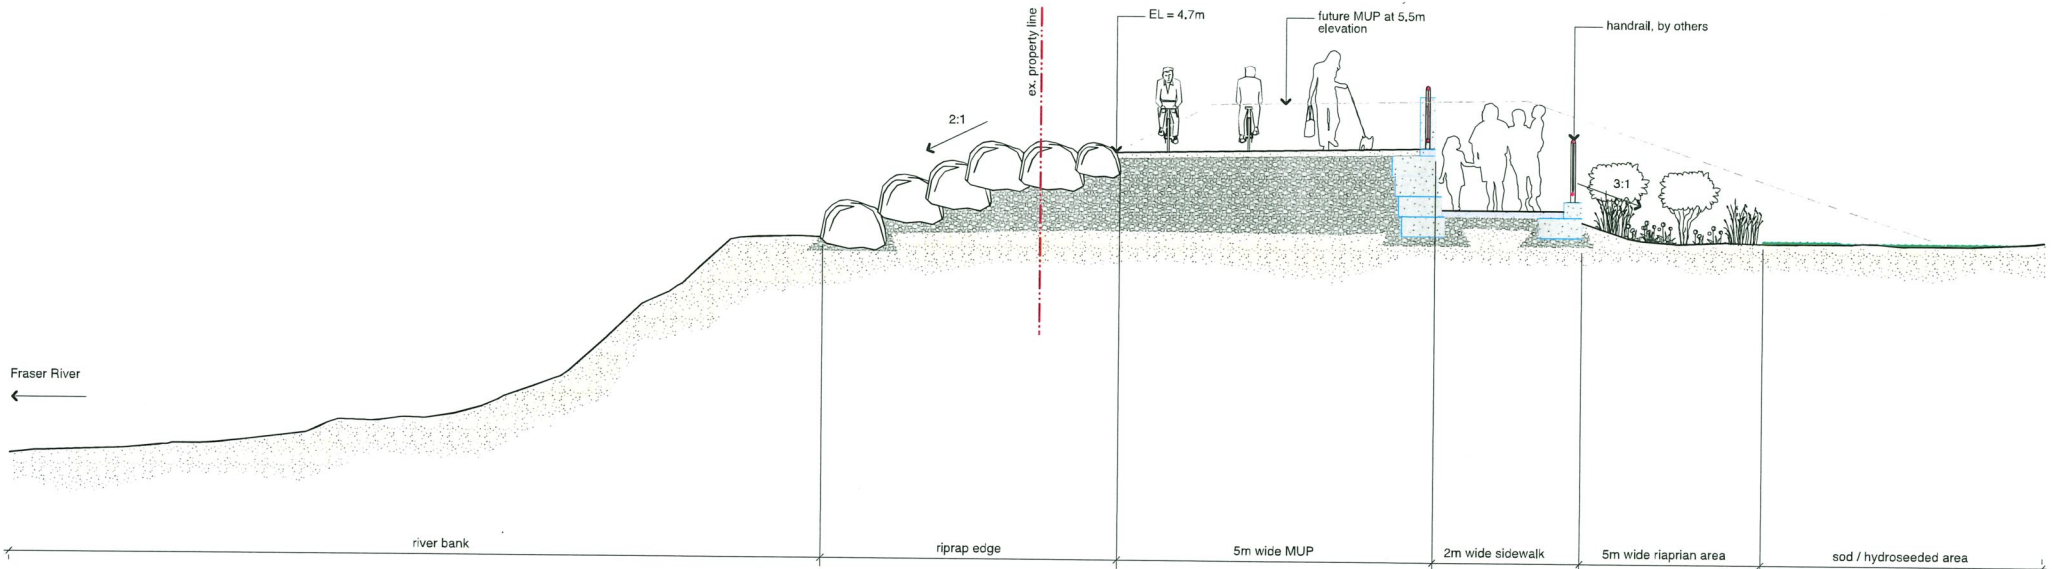 ex. property line
EL = 4.7m
future MUP at 5.5m
elevation
handrail, by others
2:1
3:1
Fraser River
river bank
riprap edge
5m wide MUP
2m wide sidewalk
5m wide riaprian area
sod / hydroseeded area